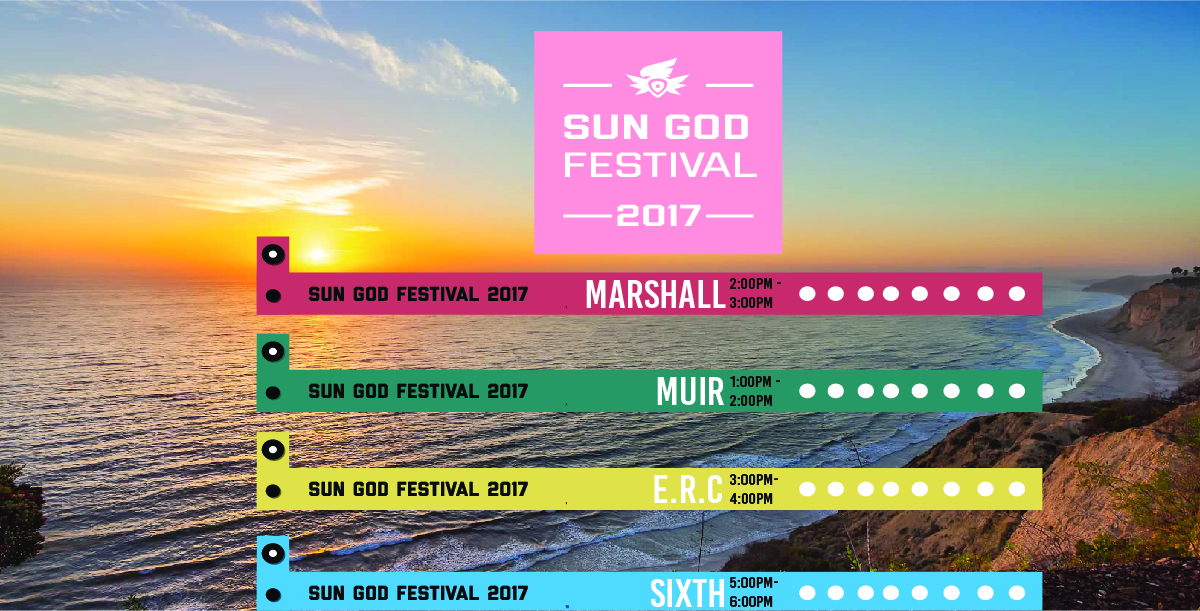 SUN GOD
FESTIVAL
2017
SUN GOD FESTIVAL 2017 MARSHALL 2:00PM -
3:00PM
SUN GOD FESTIVAL 2017 MUIR 1:00PM -
2:00PM
SUN GOD FESTIVAL 2017 E.R.C 3:00PM-
4:00PM
SUN GOD FESTIVAL 2017 SIXTH 5:00PM-
6:00PM